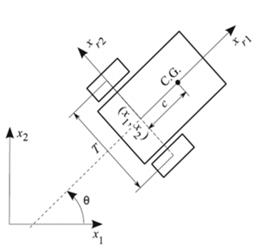 x_r2
x_r1
C.G.
(x_1, x_2)
c
T
x_2
θ
x_1